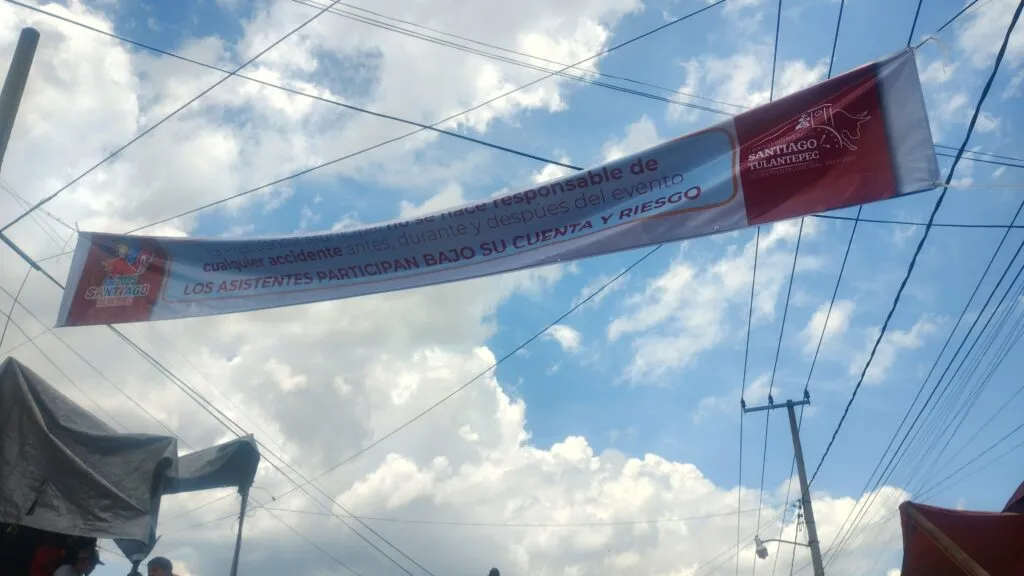 no se hace responsable de
cualquier accidente antes, durante y después del evento
LOS ASISTENTES PARTICIPAN BAJO SU CUENTA Y RIESGO
SANTIAGO
TULANTEPEC
SANTIAGO